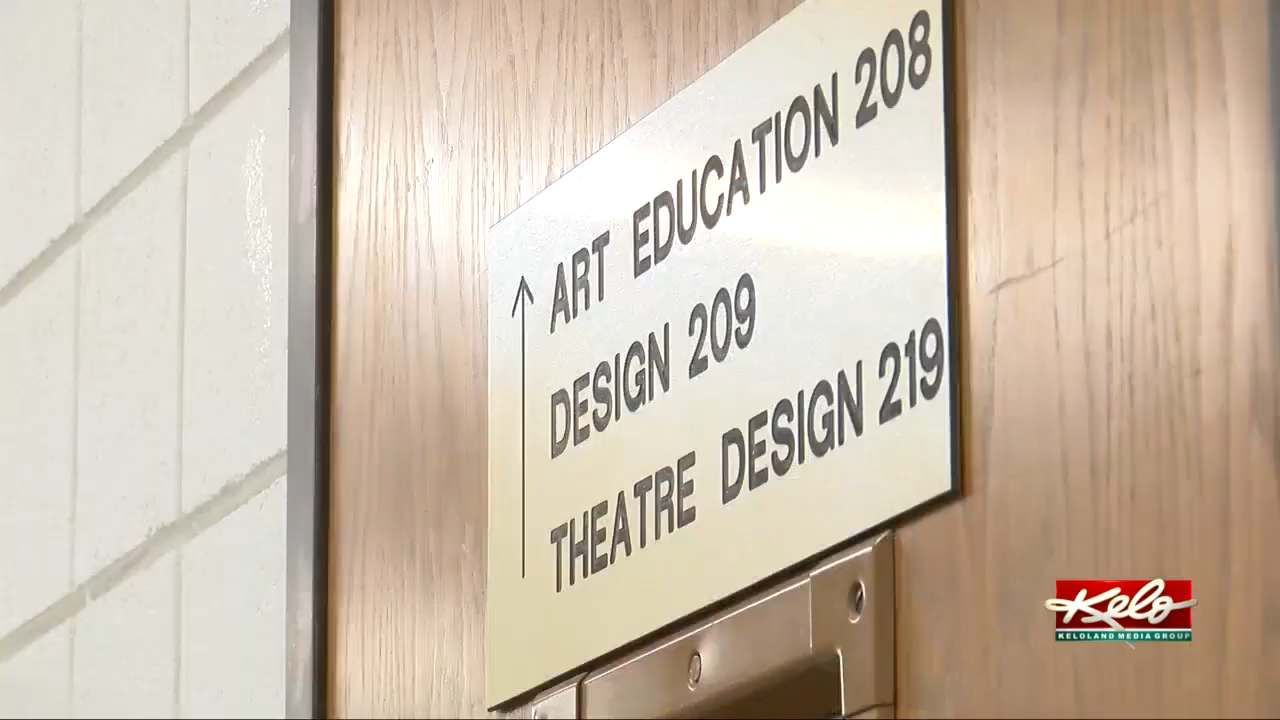 ART EDUCATION 208
DESIGN 209
THEATRE DESIGN 219
Kelo
KELOLAND MEDIA GROUP